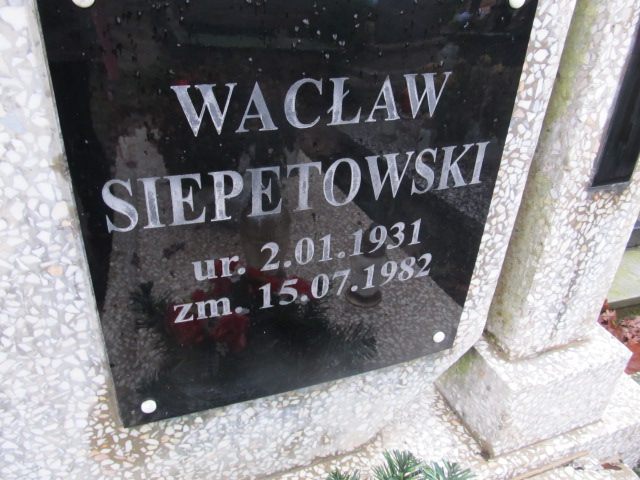 WACŁAW
SIEPETOWSKI
ur. 2.01.1931
zm. 15.07.1982